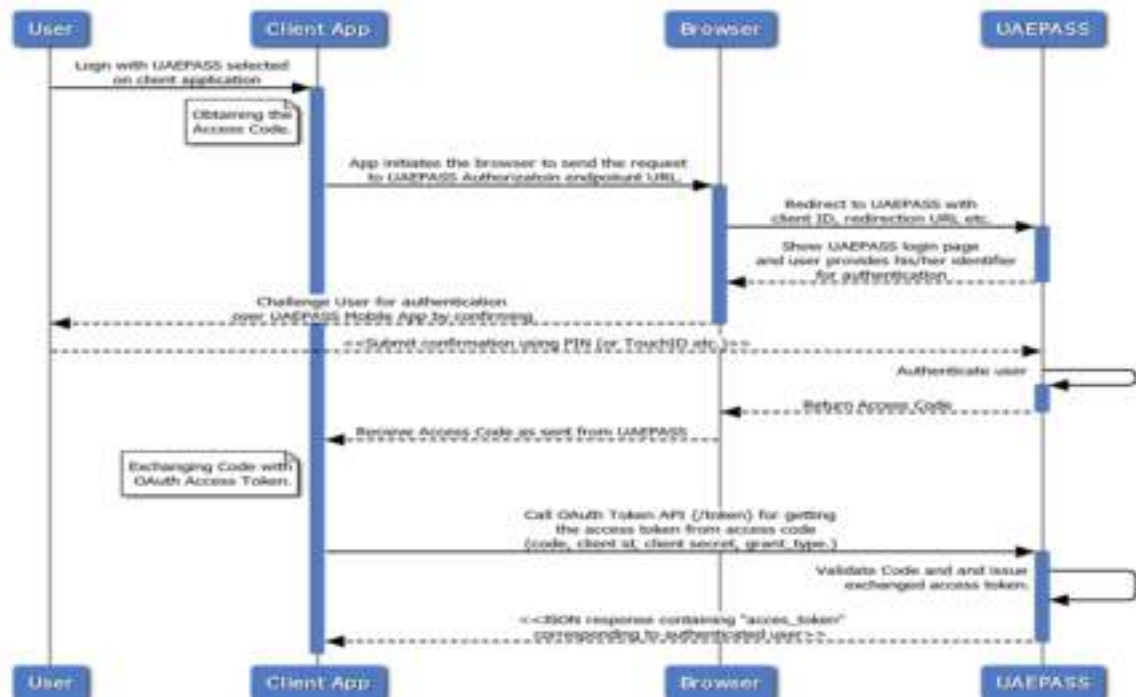 User Client App Browser UAEPASS
Login with UAEPASS selected
on client application
Obtaining the
Access Code.
App initiates the browser to send the request
to UAEPASS Authorizatoin endpoiunt URL.
Redirect to UAEPASS with
client ID, redirection URL etc.
Show UAEPASS login page
and user provides his/her identifier
for authentication
Challenge User for authentication
over UAEPASS Mobile App by confirming
<<Submit confirmation using PIN (or TouchID etc.)>>
Authenticate user
Return Access Code
Recieve Access Code as sent from UAEPASS
Exchanging Code with
OAuth Access Token.
Call OAuth Token API (/token) for getting
the access token from access code
(code, client id, client secret, grant_type.)
Validate Code and and issue
exchanged access token.
<<JSON response containing "acces_token"
corresponding to authenticated user>>
User Client App Browser UAEPASS